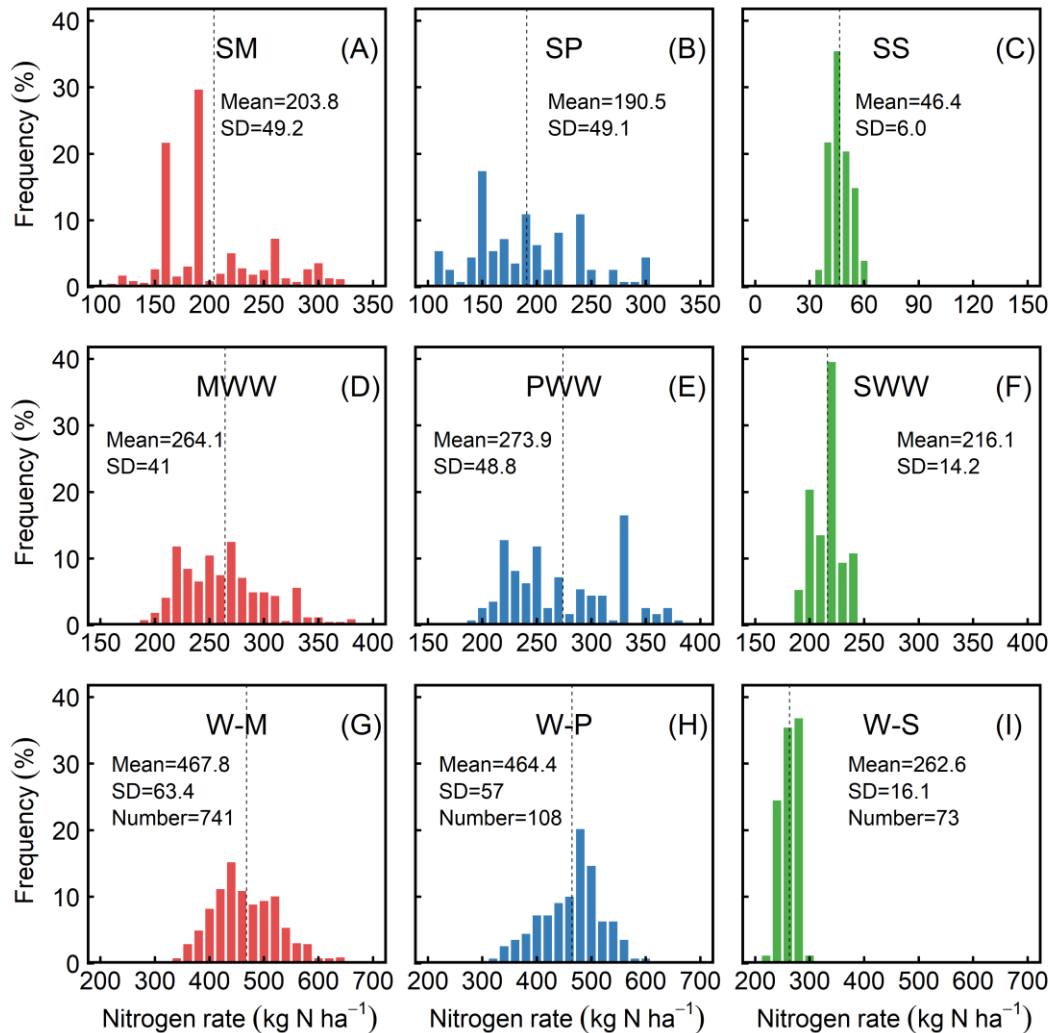 SM (A)
Mean=203.8
SD=49.2
SP (B)
Mean=190.5
SD=49.1
SS (C)
Mean=46.4
SD=6.0
Frequency (%)
40
30
20
10
0
100 150 200 250 300 350
100 150 200 250 300 350
0 30 60 90 120 150
MWW (D)
Mean=264.1
SD=41
PWW (E)
Mean=273.9
SD=48.8
SWW (F)
Mean=216.1
SD=14.2
Frequency (%)
40
30
20
10
0
150 200 250 300 350 400
150 200 250 300 350 400
150 200 250 300 350 400
W-M (G)
Mean=467.8
SD=63.4
Number=741
W-P (H)
Mean=464.4
SD=57
Number=108
W-S (I)
Mean=262.6
SD=16.1
Number=73
Frequency (%)
40
30
20
10
0
200 300 400 500 600 700
200 300 400 500 600 700
200 300 400 500 600 700
Nitrogen rate (kg N ha⁻¹)
Nitrogen rate (kg N ha⁻¹)
Nitrogen rate (kg N ha⁻¹)